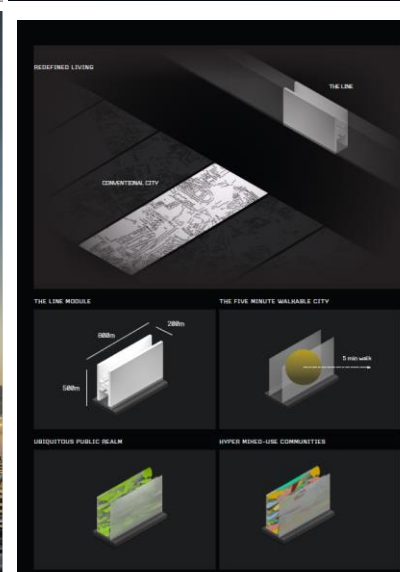 REDEFINED LIVING
THE LINE
CONVENTIONAL CITY
THE LINE MODULE
THE FIVE MINUTE WALKABLE CITY
800m
200m
500m
5 min walk
UBIQUITOUS PUBLIC REALM
HYPER MIXED-USE COMMUNITIES